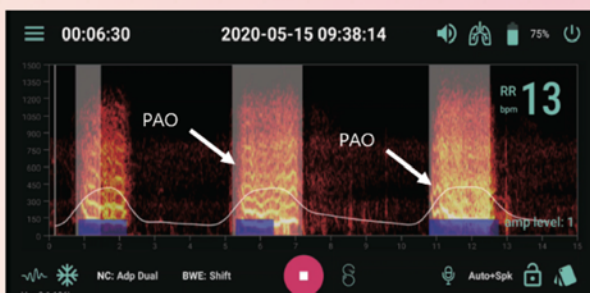 00:06:30 2020-05-15 09:38:14 75%
1500
1350
1200
1050
900
750
600
450
300
150
0
PAO
PAO
RR
bpm
13
amp level: 1
0 1 2 3 4 5 6 7 8 9 10 11 12 13 14 15
NC: Adp Dual BWE: Shift Auto+Spk